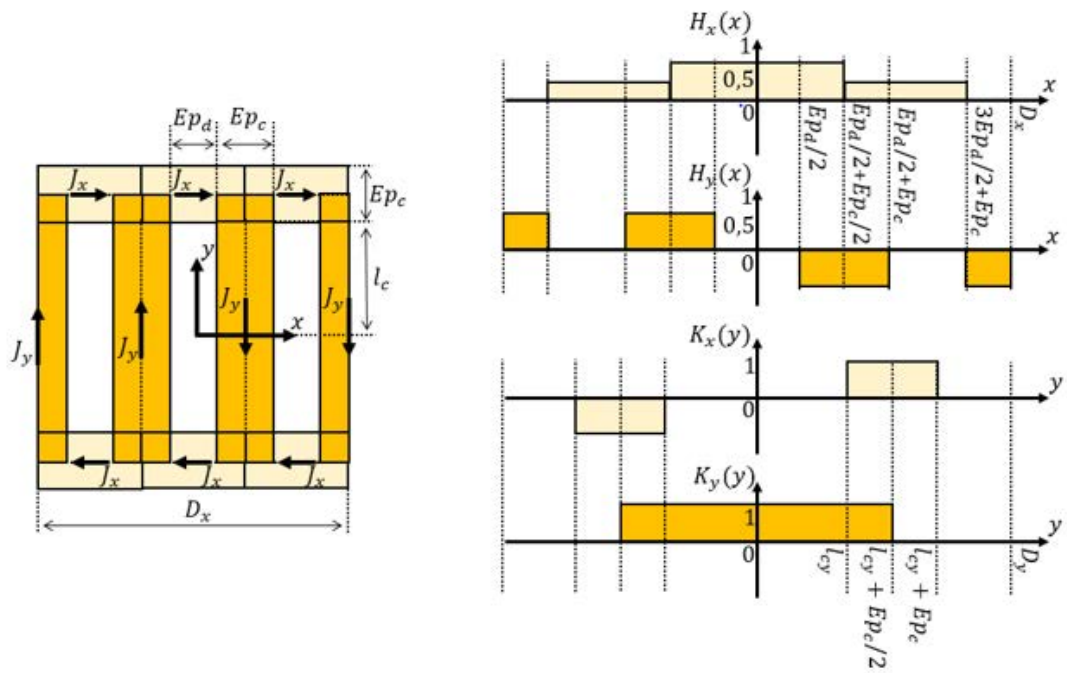 Ep_d Ep_c
J_x J_x J_x
Ep_c
y
l_c
J_y J_y J_y J_y
x
J_x J_x J_x
D_x
H_x(x)
1
0,5
0
x
Ep_d/2
Ep_d/2+Ep_c/2
Ep_d/2+Ep_c
3Ep_d/2+Ep_c
D_x
H_y(x)
1
0,5
0
x
K_x(y)
1
0
y
K_y(y)
1
0
y
l_cy
l_cy + Ep_c/2
l_cy + Ep_c
D_y